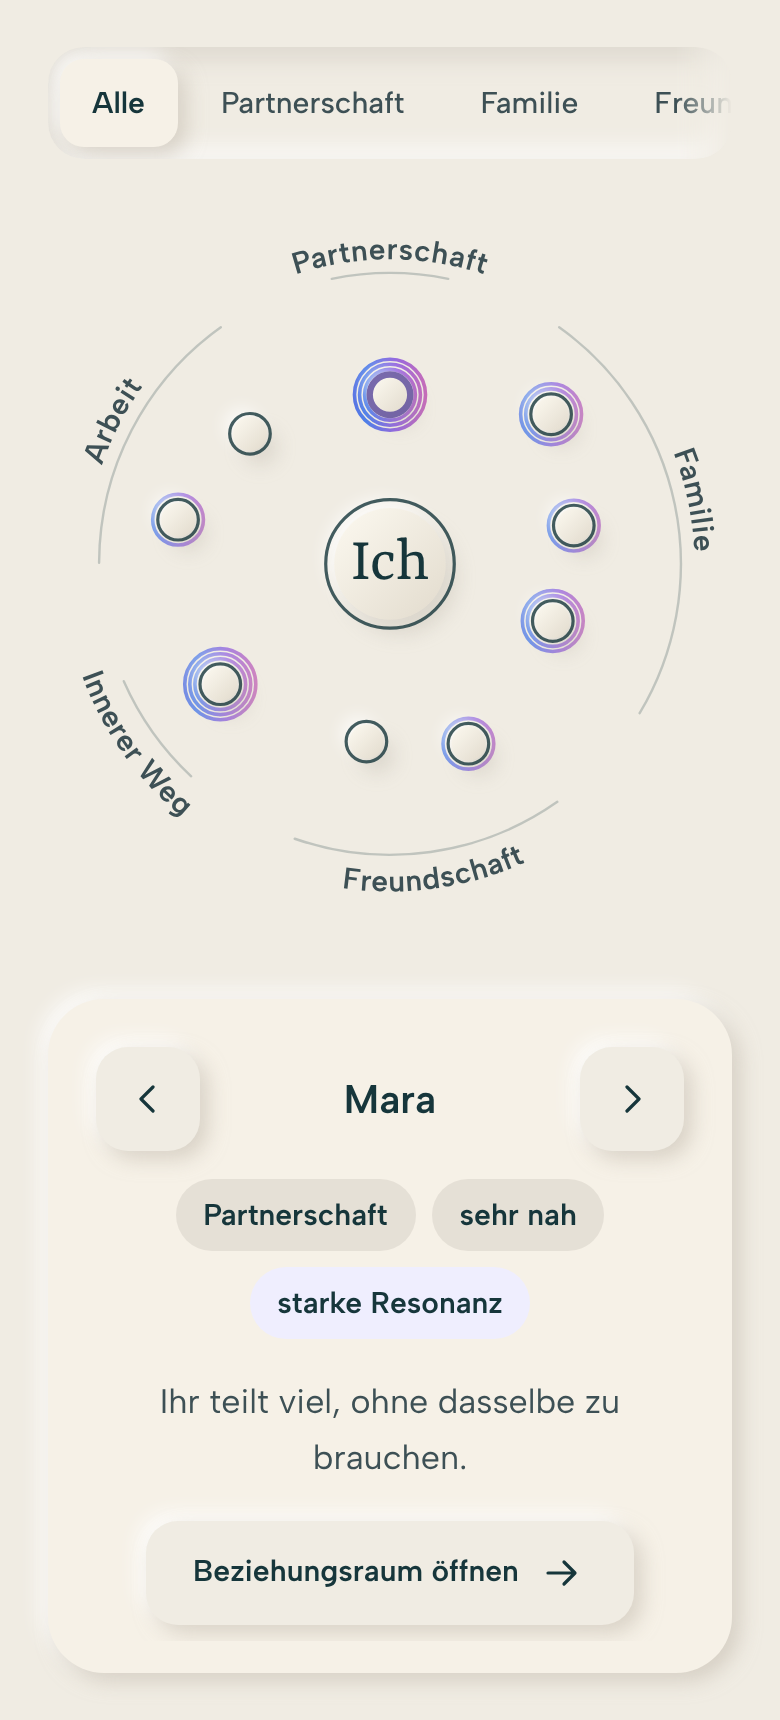 Alle
Partnerschaft
Familie
Freun
Partnerschaft
Arbeit
Familie
Ich
Innerer Weg
Freundschaft
Mara
Partnerschaft
sehr nah
starke Resonanz
Ihr teilt viel, ohne dasselbe zu
brauchen.
Beziehungsraum öffnen